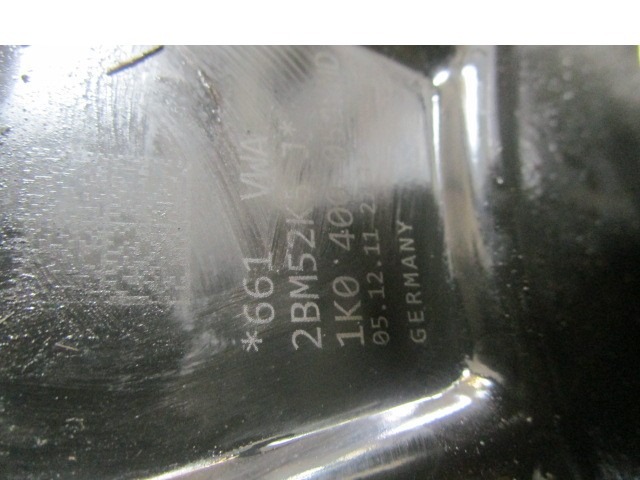 *661 VWA
2BM52K
1K0.40
05.12.11
GERMANY